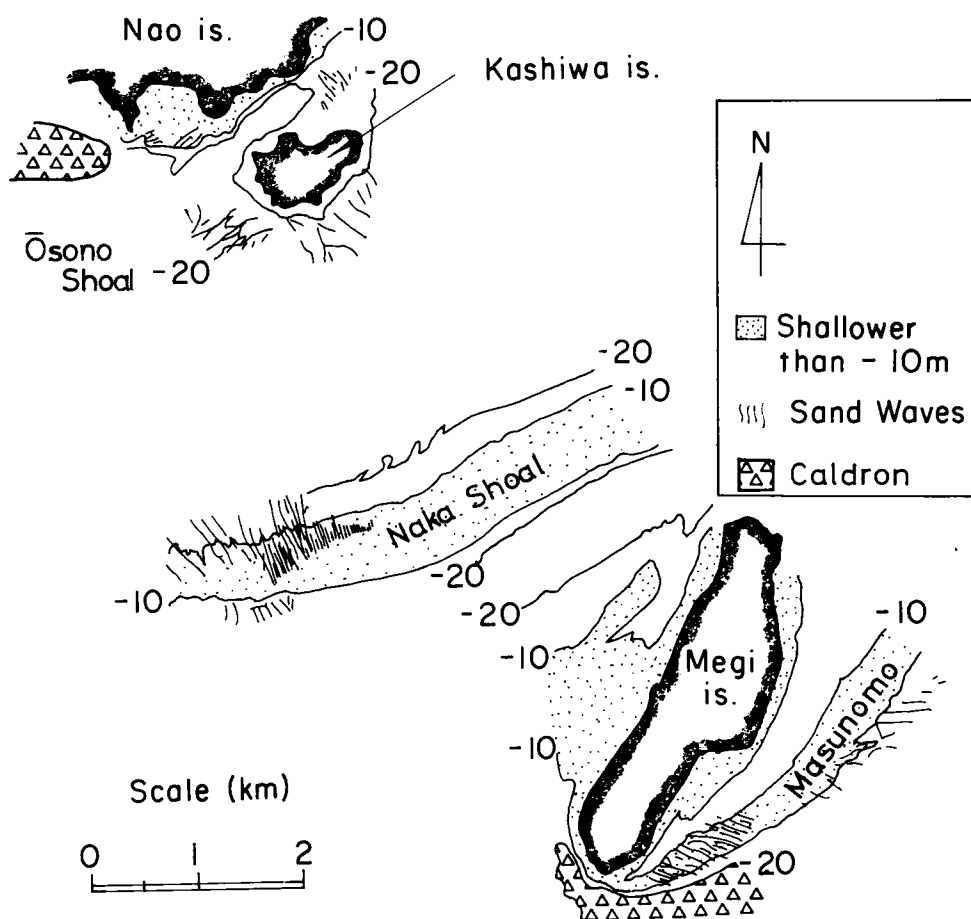 Nao is.
-10
-20
Kashiwa is.
Ōsono
Shoal
-20
N
Shallower
than - 10m
Sand Waves
Caldron
-20
-10
Naka Shoal
-10
-20
-20
-10
-10
Megi
is.
-10
Masunomo
-20
Scale (km)
0 1 2